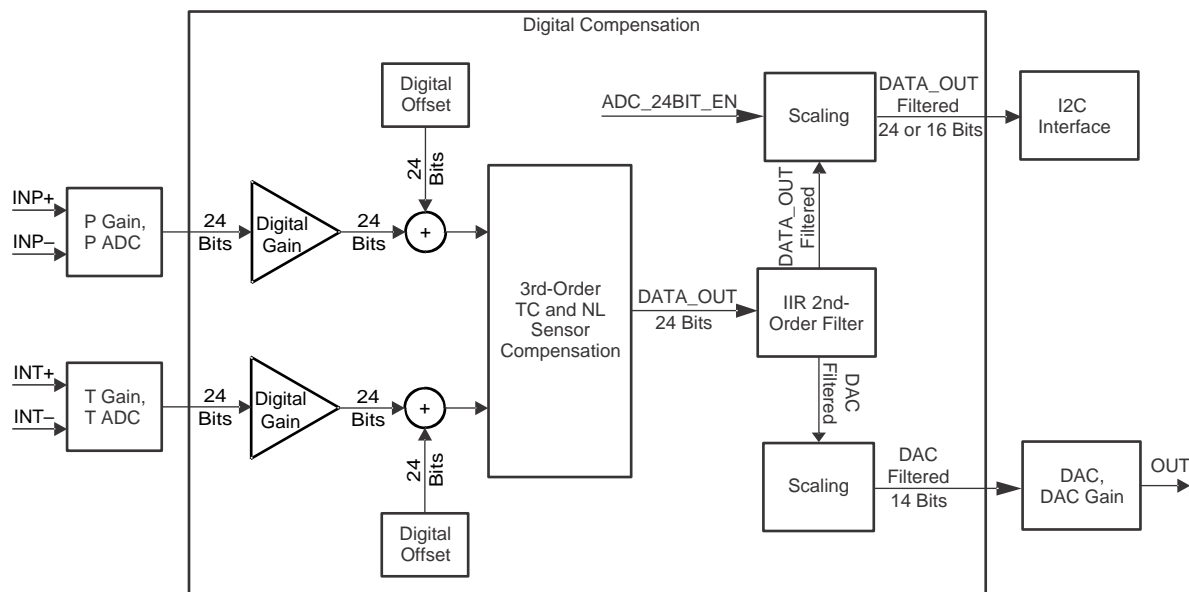 Digital Compensation
Digital
Offset
24
Bits
INP+
INP–
P Gain,
P ADC
24
Bits
Digital
Gain
24
Bits
+
3rd-Order
TC and NL
Sensor
Compensation
INT+
INT–
T Gain,
T ADC
24
Bits
Digital
Gain
24
Bits
+
24
Bits
Digital
Offset
DATA_OUT
24 Bits
IIR 2nd-
Order Filter
DATA_OUT
Filtered
ADC_24BIT_EN
Scaling
DATA_OUT
Filtered
24 or 16 Bits
I2C
Interface
DAC
Filtered
Scaling
DAC
Filtered
14 Bits
DAC,
DAC Gain
OUT